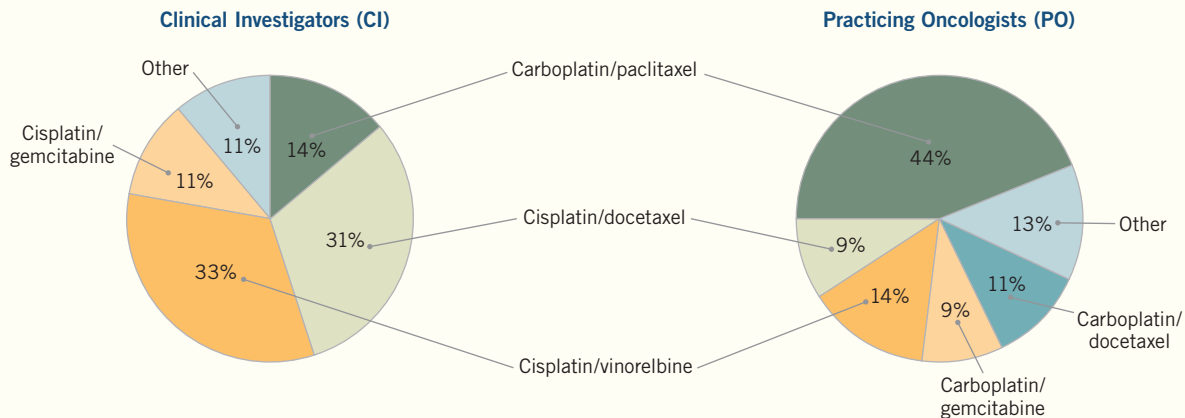 Clinical Investigators (CI)
Practicing Oncologists (PO)
Other
Carboplatin/paclitaxel
Cisplatin/
gemcitabine
11%
14%
11%
31%
33%
44%
Cisplatin/docetaxel
13%
Other
9%
11%
14%
9%
Carboplatin/
docetaxel
Cisplatin/vinorelbine
Carboplatin/
gemcitabine